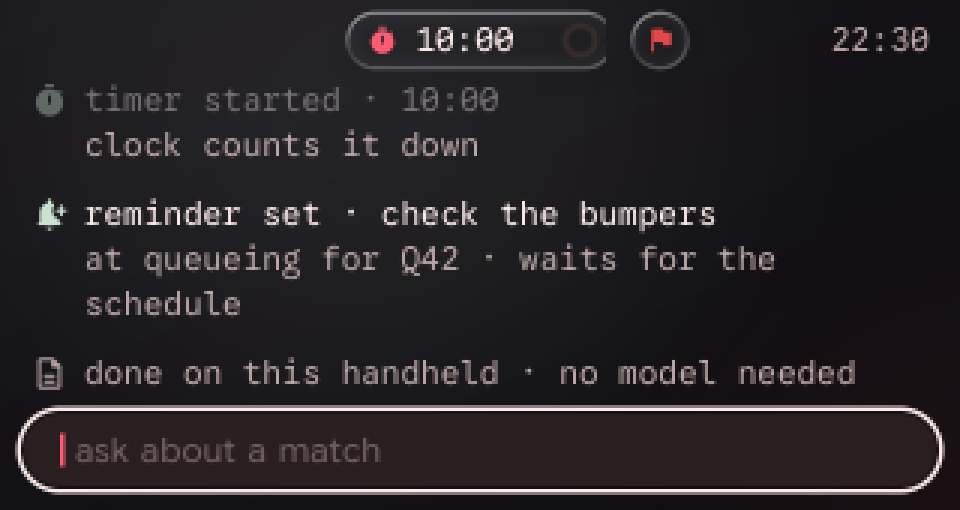 10:00
22:30
timer started · 10:00
clock counts it down
reminder set · check the bumpers
at queueing for Q42 · waits for the
schedule
done on this handheld · no model needed
ask about a match